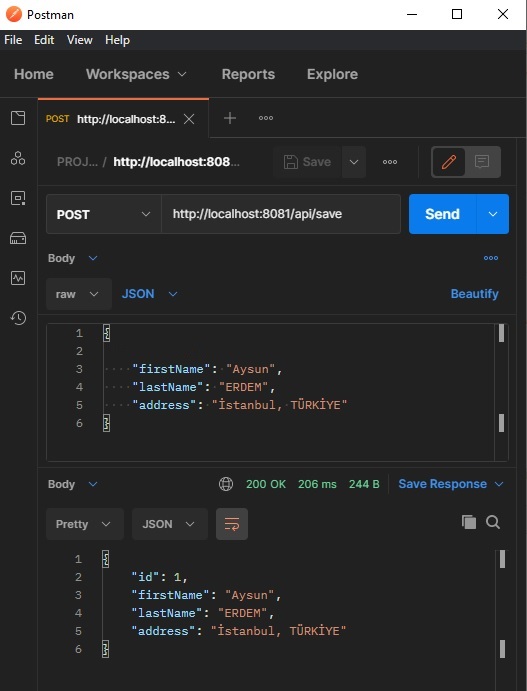 Postman
File Edit View Help
Home Workspaces Reports Explore
POST http://localhost:8...
PROJ... / http://localhost:808... Save
POST http://localhost:8081/api/save Send
Body
raw JSON Beautify
1 {
2
3 "firstName": "Aysun",
4 "lastName": "ERDEM",
5 "address": "İstanbul, TÜRKİYE"
6 }
Body 200 OK 206 ms 244 B Save Response
Pretty JSON
1 {
2 "id": 1,
3 "firstName": "Aysun",
4 "lastName": "ERDEM",
5 "address": "İstanbul, TÜRKİYE"
6 }